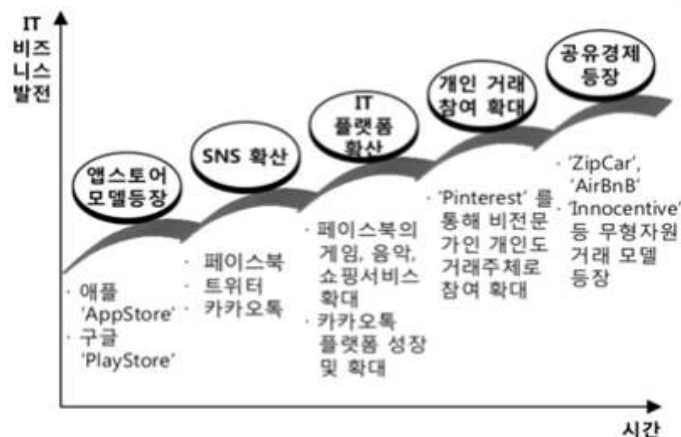 IT
비즈
니스
발전
앱스토어
모델등장
SNS 확산
IT
플랫폼
확산
개인 거래
참여 확대
공유경제
등장
· 애플
'AppStore'
· 구글
'PlayStore'
· 페이스북
· 트위터
· 카카오톡
· 페이스북의
게임, 음악,
쇼핑서비스
확대
· 카카오톡
플랫폼 성장
및 확대
· 'Pinterest' 를
통해 비전문
가인 개인도
거래주체로
참여 확대
· 'ZipCar',
'AirBnB'
· 'Innocentive'
등 무형자원
거래 모델
등장
시간